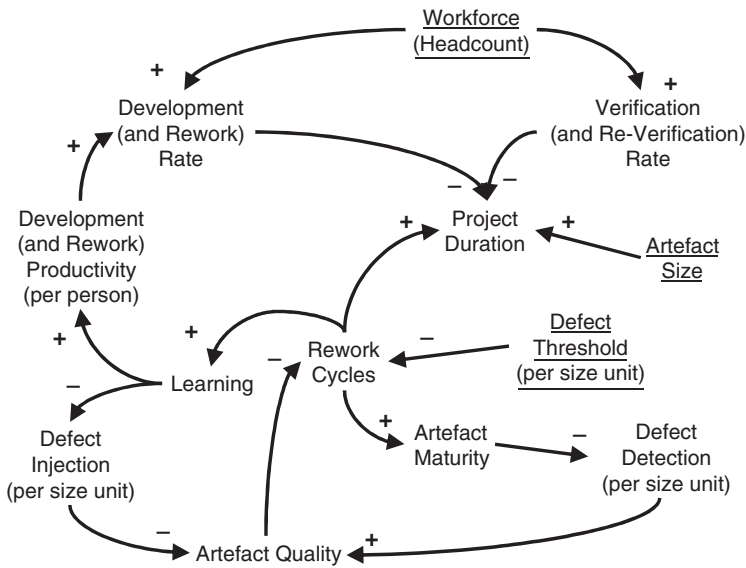 Workforce
(Headcount)
+
+
Development
(and Rework)
Rate
Verification
(and Re-Verification)
Rate
+
–
–
Development
(and Rework)
Productivity
(per person)
+
Project
Duration
+
Artefact
Size
+
+
–
Learning
–
Rework
Cycles
–
Defect
Threshold
(per size unit)
Defect
Injection
(per size unit)
+
Artefact
Maturity
–
Defect
Detection
(per size unit)
–
Artefact Quality
+